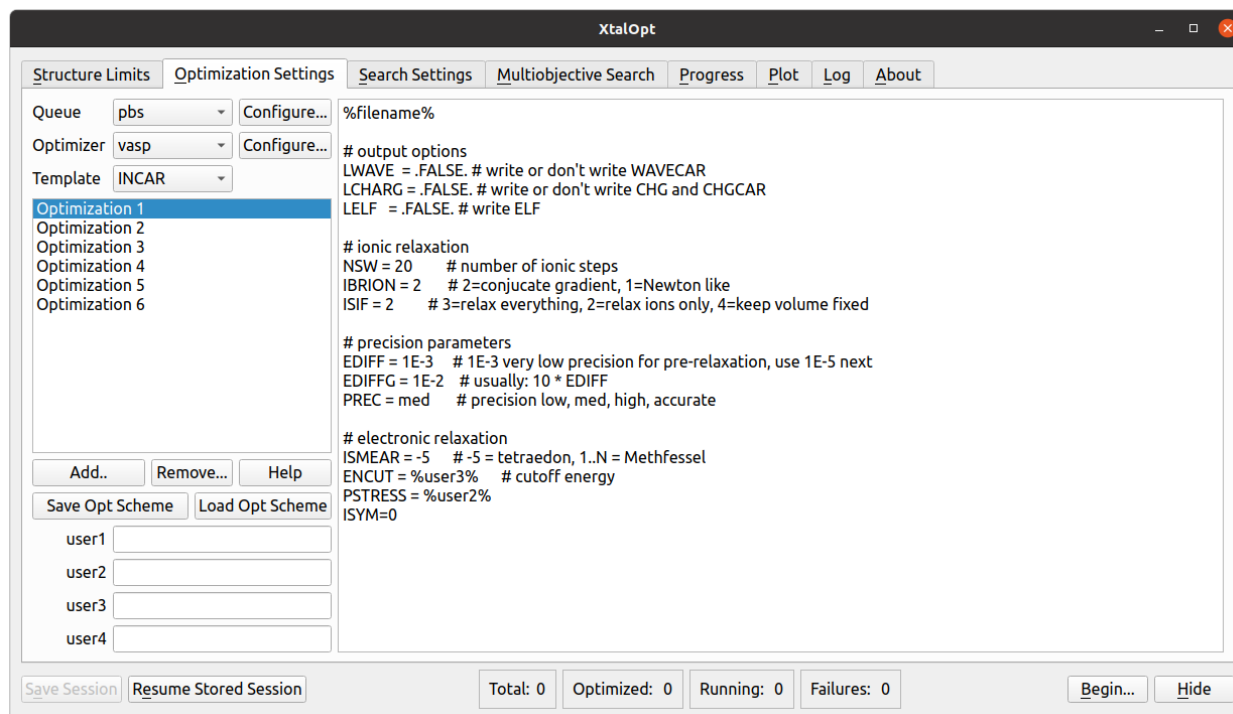 XtalOpt
Structure Limits Optimization Settings Search Settings Multiobjective Search Progress Plot Log About
Queue pbs Configure...
Optimizer vasp Configure...
Template INCAR
Optimization 1
Optimization 2
Optimization 3
Optimization 4
Optimization 5
Optimization 6
Add.. Remove... Help
Save Opt Scheme Load Opt Scheme
user1
user2
user3
user4
%filename%
# output options
LWAVE = .FALSE. # write or don't write WAVECAR
LCHARG = .FALSE. # write or don't write CHG and CHGCAR
LELF = .FALSE. # write ELF
# ionic relaxation
NSW = 20 # number of ionic steps
IBRION = 2 # 2=conjucate gradient, 1=Newton like
ISIF = 2 # 3=relax everything, 2=relax ions only, 4=keep volume fixed
# precision parameters
EDIFF = 1E-3 # 1E-3 very low precision for pre-relaxation, use 1E-5 next
EDIFFG = 1E-2 # usually: 10 * EDIFF
PREC = med # precision low, med, high, accurate
# electronic relaxation
ISMEAR = -5 # -5 = tetraedon, 1..N = Methfessel
ENCUT = %user3% # cutoff energy
PSTRESS = %user2%
ISYM=0
Save Session Resume Stored Session Total: 0 Optimized: 0 Running: 0 Failures: 0 Begin... Hide